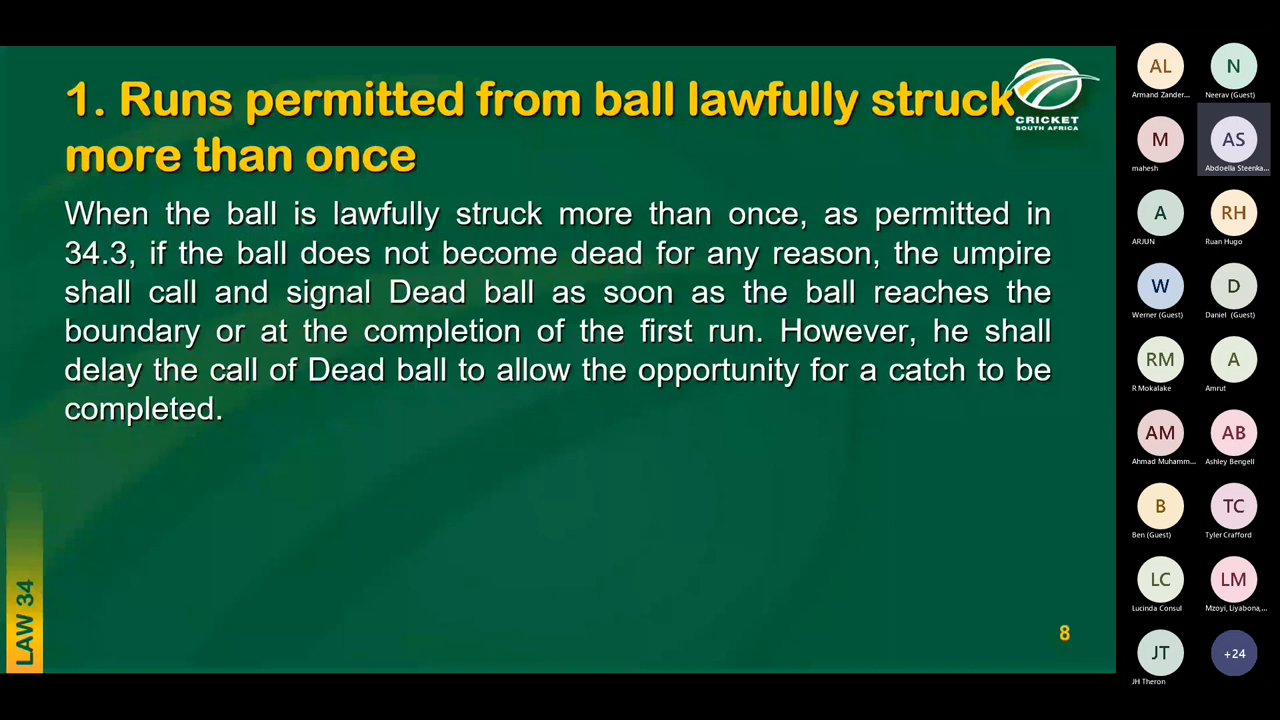 1. Runs permitted from ball lawfully struck
more than once
CRICKET
SOUTH AFRICA
When the ball is lawfully struck more than once, as permitted in
34.3, if the ball does not become dead for any reason, the umpire
shall call and signal Dead ball as soon as the ball reaches the
boundary or at the completion of the first run. However, he shall
delay the call of Dead ball to allow the opportunity for a catch to be
completed.
LAW 34
8
AL
Armand Zander...
N
Neerav (Guest)
M
mahesh
AS
Abdoella Steenka...
A
ARJUN
RH
Ruan Hugo
W
Werner (Guest)
D
Daniel (Guest)
RM
R Mokalake
A
Amrut
AM
Ahmad Muhamm...
AB
Ashley Bengell
B
Ben (Guest)
TC
Tyler Crafford
LC
Lucinda Consul
LM
Mzoyi, Liyabona,...
JT
JH Theron
+24